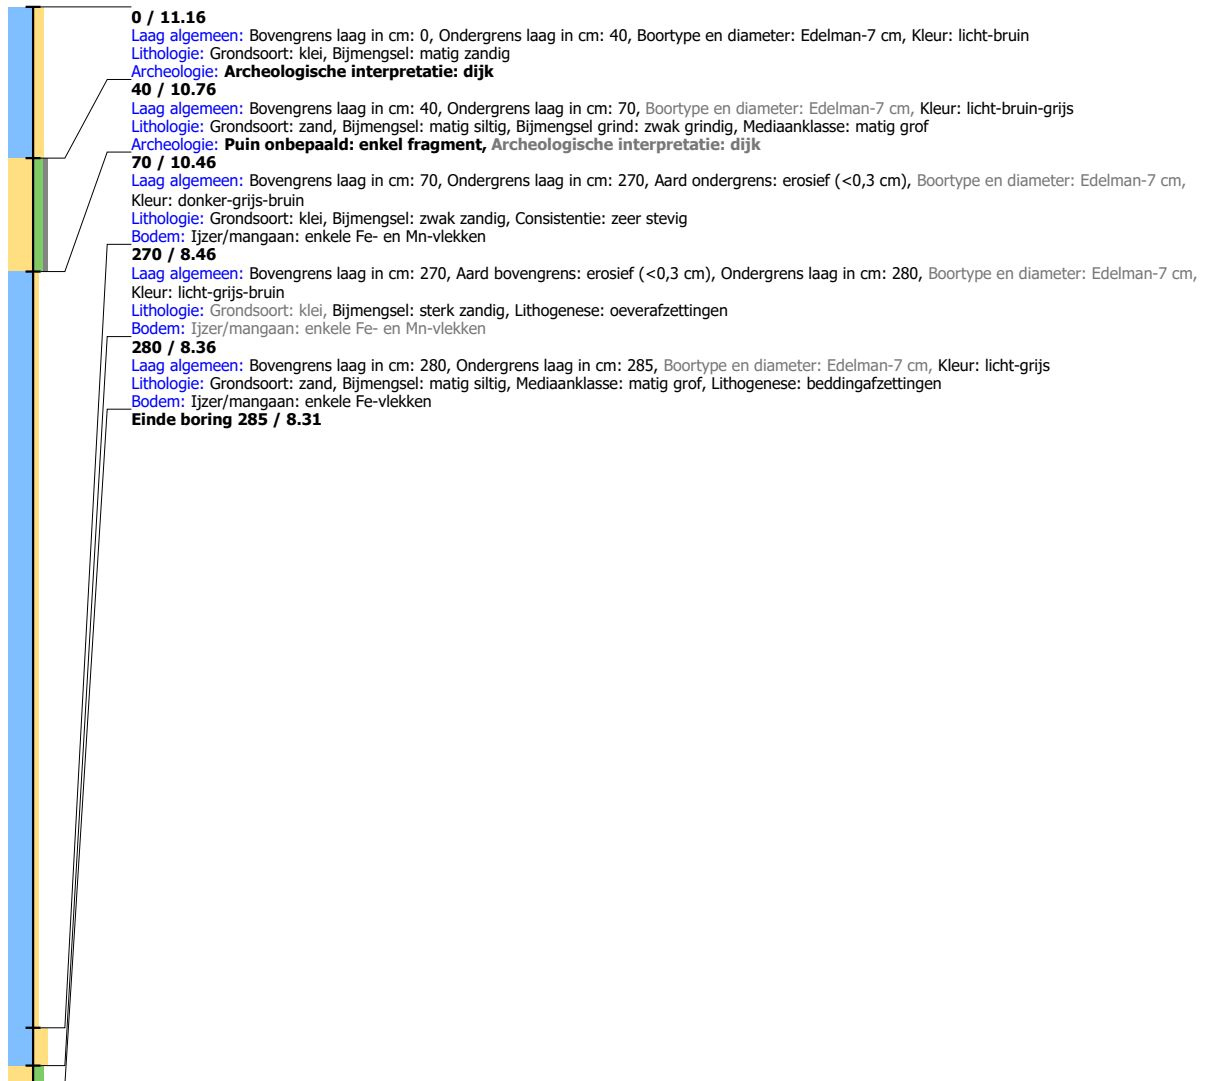 0 / 11.16
Laag algemeen: Bovengrens laag in cm: 0, Ondergrens laag in cm: 40, Boortype en diameter: Edelman-7 cm, Kleur: licht-bruin
Lithologie: Grondsoort: klei, Bijmengsel: matig zandig
Archeologie: Archeologische interpretatie: dijk
40 / 10.76
Laag algemeen: Bovengrens laag in cm: 40, Ondergrens laag in cm: 70, Boortype en diameter: Edelman-7 cm, Kleur: licht-bruin-grijs
Lithologie: Grondsoort: zand, Bijmengsel: matig siltig, Bijmengsel grind: zwak grindig, Mediaanklasse: matig grof
Archeologie: Puin onbepaald: enkel fragment, Archeologische interpretatie: dijk
70 / 10.46
Laag algemeen: Bovengrens laag in cm: 70, Ondergrens laag in cm: 270, Aard ondergrens: erosief (<0,3 cm), Boortype en diameter: Edelman-7 cm,
Kleur: donker-grijs-bruin
Lithologie: Grondsoort: klei, Bijmengsel: zwak zandig, Consistentie: zeer stevig
Bodem: Ijzer/mangaan: enkele Fe- en Mn-vlekken
270 / 8.46
Laag algemeen: Bovengrens laag in cm: 270, Aard bovengrens: erosief (<0,3 cm), Ondergrens laag in cm: 280, Boortype en diameter: Edelman-7 cm,
Kleur: licht-grijs-bruin
Lithologie: Grondsoort: klei, Bijmengsel: sterk zandig, Lithogenese: oeverafzettingen
Bodem: Ijzer/mangaan: enkele Fe- en Mn-vlekken
280 / 8.36
Laag algemeen: Bovengrens laag in cm: 280, Ondergrens laag in cm: 285, Boortype en diameter: Edelman-7 cm, Kleur: licht-grijs
Lithologie: Grondsoort: zand, Bijmengsel: matig siltig, Mediaanklasse: matig grof, Lithogenese: beddingafzettingen
Bodem: Ijzer/mangaan: enkele Fe-vlekken
Einde boring 285 / 8.31